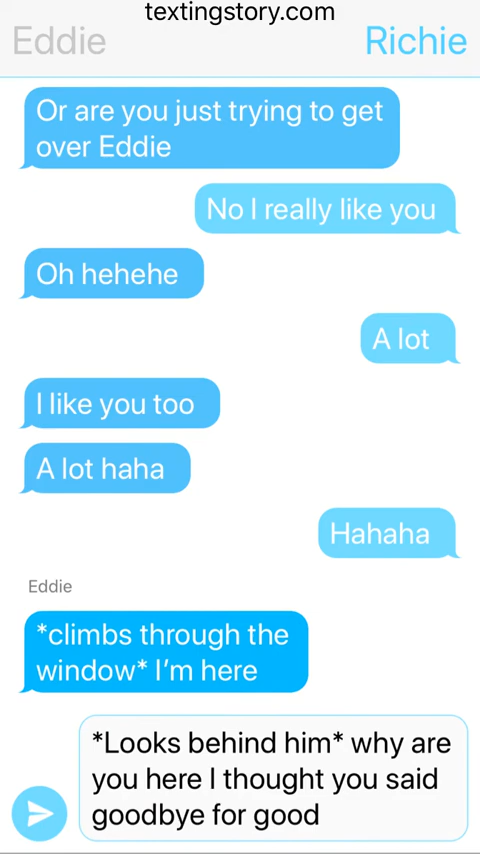 textingstory.com
Eddie
Richie
Or are you just trying to get
over Eddie
No I really like you
Oh hehehe
A lot
I like you too
A lot haha
Hahaha
Eddie
*climbs through the
window* I'm here
*Looks behind him* why are
you here I thought you said
goodbye for good